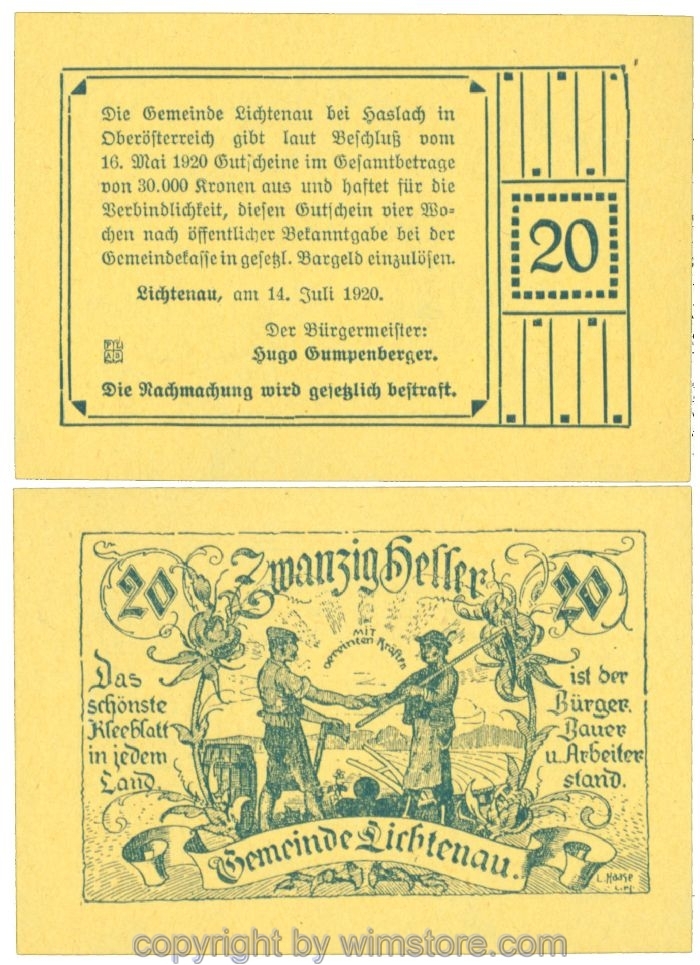 Die Gemeinde Lichtenau bei Haslach in
Oberösterreich gibt laut Beschluß vom
16. Mai 1920 Gutscheine im Gesamtbetrage
von 30.000 Kronen aus und haftet für die
Verbindlichkeit, diesen Gutschein vier Wo-
chen nach öffentlicher Bekanntgabe bei der
Gemeindekasse in gesetzl. Bargeld einzulösen.
Lichtenau, am 14. Juli 1920.
Der Bürgermeister:
Hugo Gumpenberger.
Die Nachmachung wird gesetzlich bestraft.
20
20
Zwanzig Heller
20
mit
vereinten Kräften
Das
schönste
Kleeblatt
in jedem
Land
ist der
Bürger,
Bauer
u. Arbeiter
stand.
Gemeinde Lichtenau.
L. Haase
copyright by wimstore.com